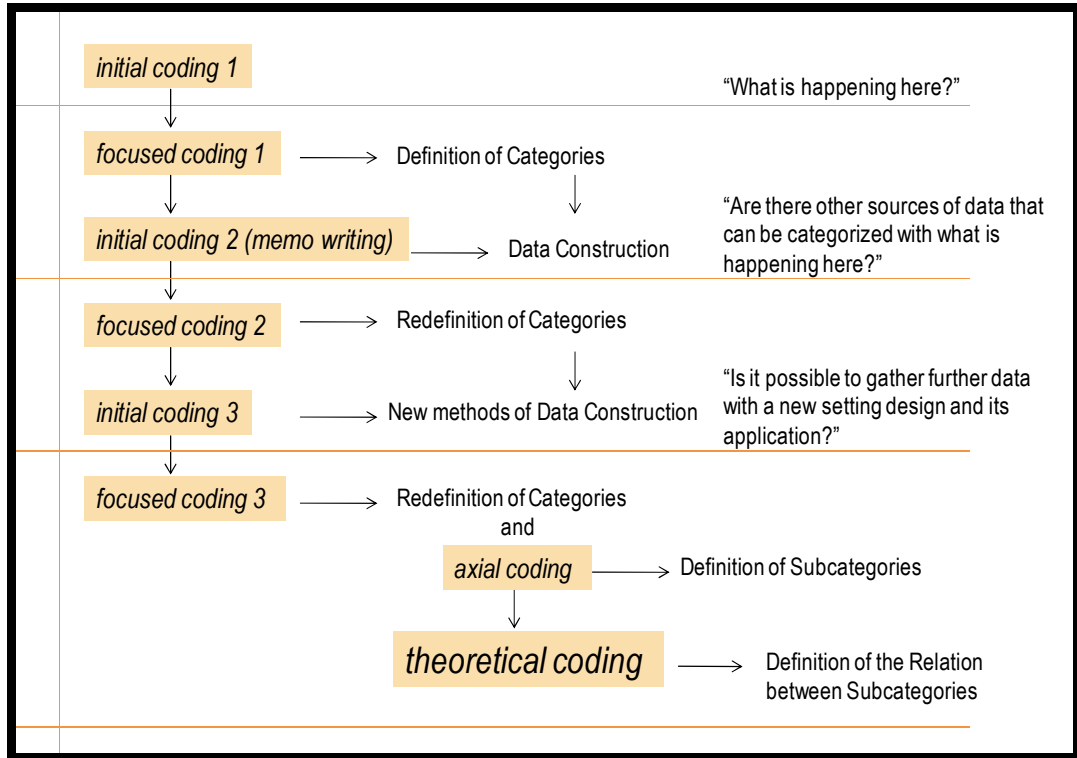 initial coding 1
“What is happening here?”
focused coding 1
Definition of Categories
initial coding 2 (memo writing)
Data Construction
“Are there other sources of data that
can be categorized with what is
happening here?”
focused coding 2
Redefinition of Categories
initial coding 3
New methods of Data Construction
“Is it possible to gather further data
with a new setting design and its
application?”
focused coding 3
Redefinition of Categories
and
axial coding
Definition of Subcategories
theoretical coding
Definition of the Relation
between Subcategories